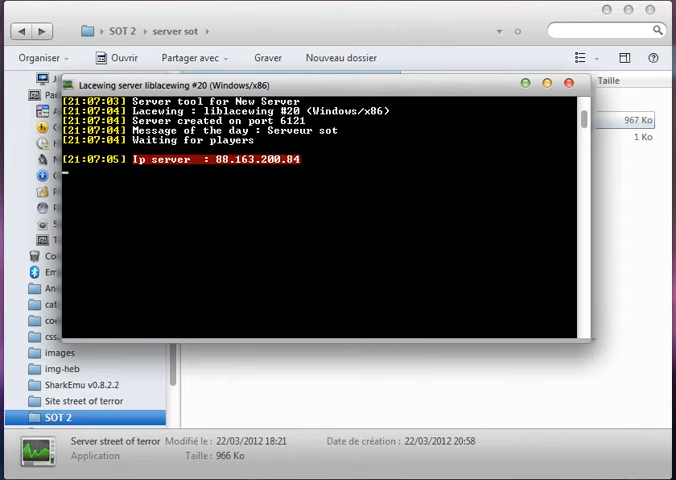 SOT 2 server sot
Organiser Ouvrir Partager avec Graver Nouveau dossier
Taille
Lacewing server liblacewing #20 (Windows/x86)
[21:07:03] Server tool for New Server
[21:07:04] Lacewing : liblacewing #20 (Windows/x86)
[21:07:04] Server created on port 6121
[21:07:04] Message of the day : Serveur sot
[21:07:04] Waiting for players
[21:07:05] Ip server : 88.163.200.84
967 Ko
1 Ko
images
img-heb
SharkEmu v0.8.2.2
Site street of terror
SOT 2
Server street of terror Modifié le : 22/03/2012 18:21 Date de création : 22/03/2012 20:58
Application Taille : 966 Ko